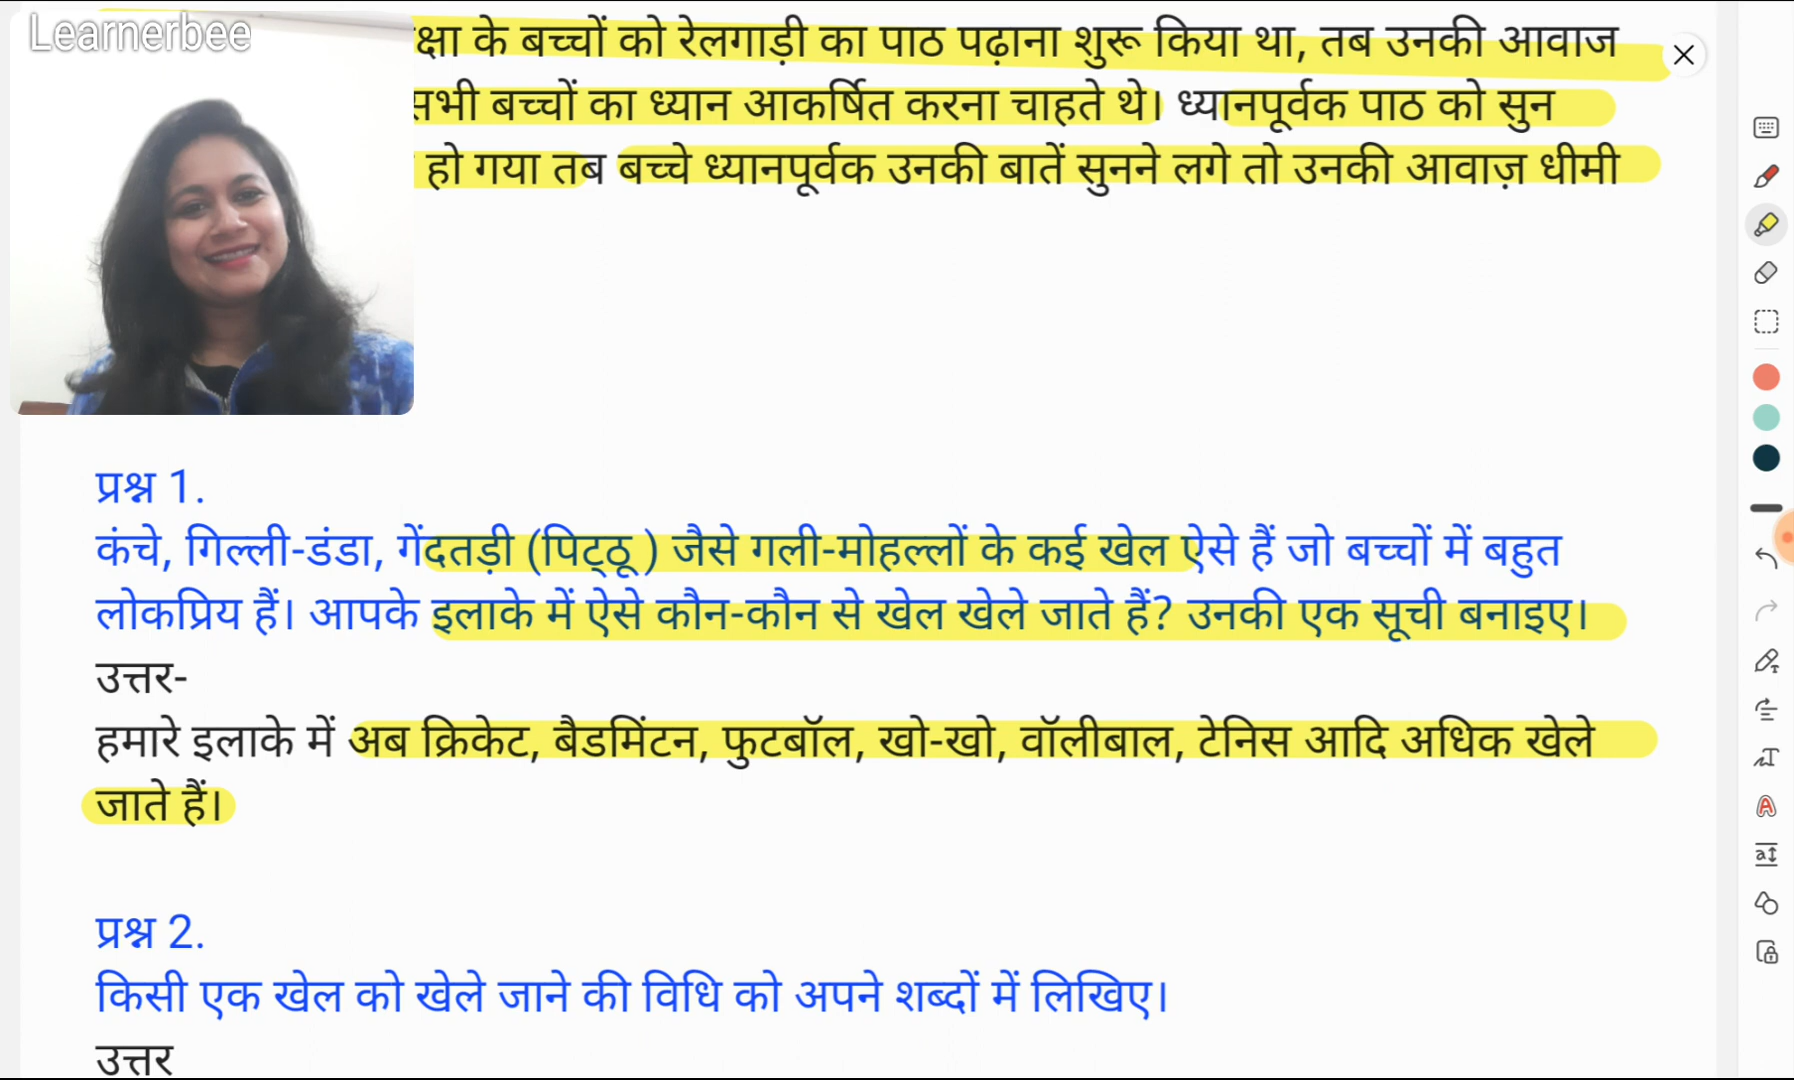 Learnerbee
क्षा के बच्चों को रेलगाड़ी का पाठ पढ़ाना शुरू किया था, तब उनकी आवाज
सभी बच्चों का ध्यान आकर्षित करना चाहते थे। ध्यानपूर्वक पाठ को सुन
हो गया तब बच्चे ध्यानपूर्वक उनकी बातें सुनने लगे तो उनकी आवाज़ धीमी
प्रश्न 1.
कंचे, गिल्ली-डंडा, गेंदतड़ी (पिट्ठू ) जैसे गली-मोहल्लों के कई खेल ऐसे हैं जो बच्चों में बहुत
लोकप्रिय हैं। आपके इलाके में ऐसे कौन-कौन से खेल खेले जाते हैं? उनकी एक सूची बनाइए।
उत्तर-
हमारे इलाके में अब क्रिकेट, बैडमिंटन, फुटबॉल, खो-खो, वॉलीबाल, टेनिस आदि अधिक खेले
जाते हैं।
प्रश्न 2.
किसी एक खेल को खेले जाने की विधि को अपने शब्दों में लिखिए।
उत्तर